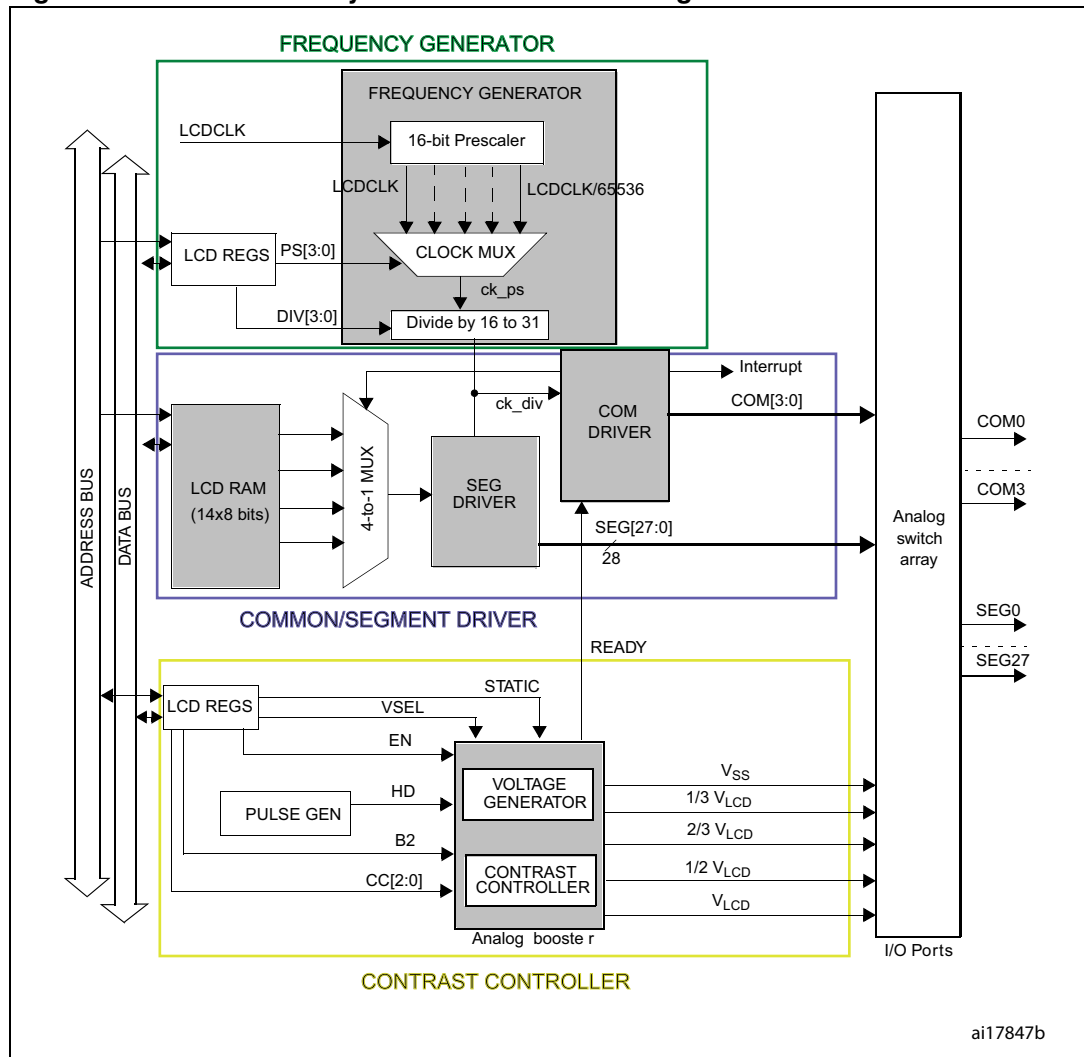 FREQUENCY GENERATOR
FREQUENCY GENERATOR
LCDCLK
16-bit Prescaler
LCDCLK
LCDCLK/65536
LCD REGS
PS[3:0]
CLOCK MUX
ck_ps
DIV[3:0]
Divide by 16 to 31
Interrupt
ck_div
COM
DRIVER
COM[3:0]
ADDRESS BUS
DATA BUS
LCD RAM
(14x8 bits)
4-to-1 MUX
SEG
DRIVER
SEG[27:0]
28
COM0
COM3
Analog
switch
array
SEG0
SEG27
COMMON/SEGMENT DRIVER
READY
LCD REGS
STATIC
VSEL
EN
PULSE GEN
HD
B2
CC[2:0]
VOLTAGE
GENERATOR
CONTRAST
CONTROLLER
Analog booste r
VSS
1/3 VLCD
2/3 VLCD
1/2 VLCD
VLCD
I/O Ports
CONTRAST CONTROLLER
ai17847b